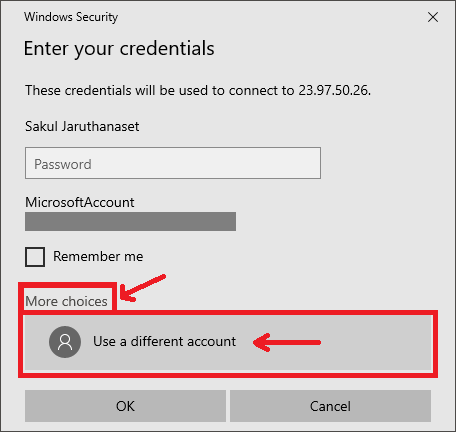 Windows Security
Enter your credentials
These credentials will be used to connect to 23.97.50.26.
Sakul Jaruthanaset
Password
MicrosoftAccount
Remember me
More choices
Use a different account
OK
Cancel